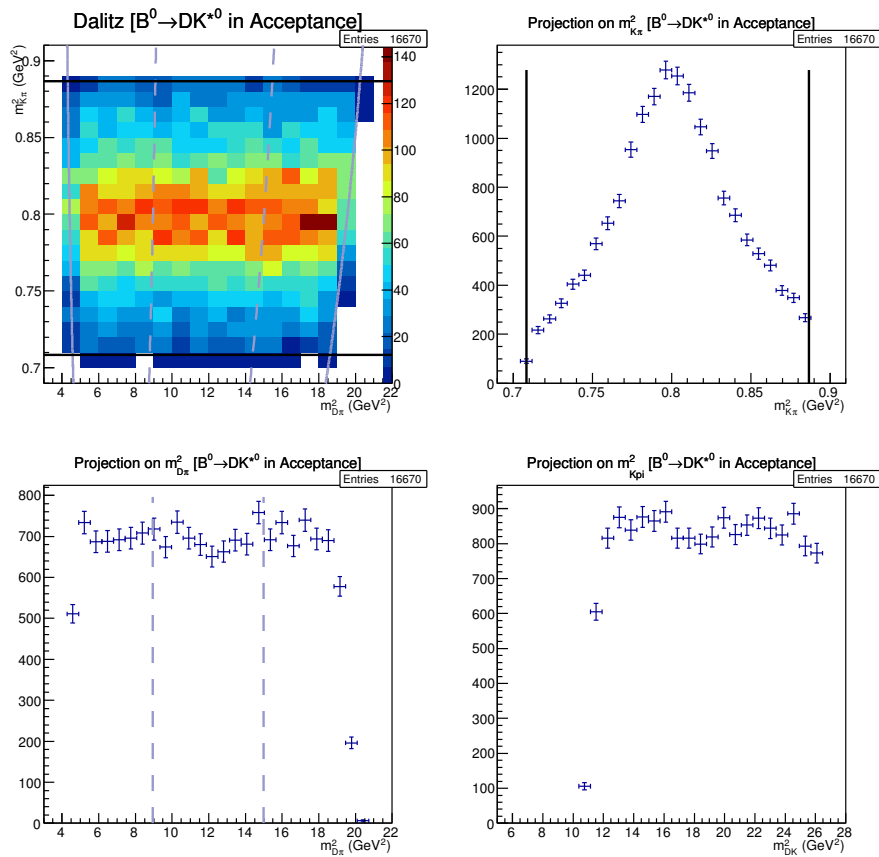 Dalitz [B⁰→DK*⁰ in Acceptance]
Entries 16670
m²Kπ (GeV²)
0.9
0.85
0.8
0.75
0.7
4 6 8 10 12 14 16 18 20 22
m²Dπ (GeV²)
140
120
100
80
60
40
20
0
Projection on m²Kπ [B⁰→DK*⁰ in Acceptance]
Entries 16670
1200
1000
800
600
400
200
0
0.7 0.75 0.8 0.85 0.9
m²Kπ (GeV²)
Projection on m²Dπ [B⁰→DK*⁰ in Acceptance]
Entries 16670
800
700
600
500
400
300
200
100
0
4 6 8 10 12 14 16 18 20 22
m²Dπ (GeV²)
Projection on m²Kpi [B⁰→DK*⁰ in Acceptance]
Entries 16670
900
800
700
600
500
400
300
200
100
0
6 8 10 12 14 16 18 20 22 24 26 28
m²DK (GeV²)